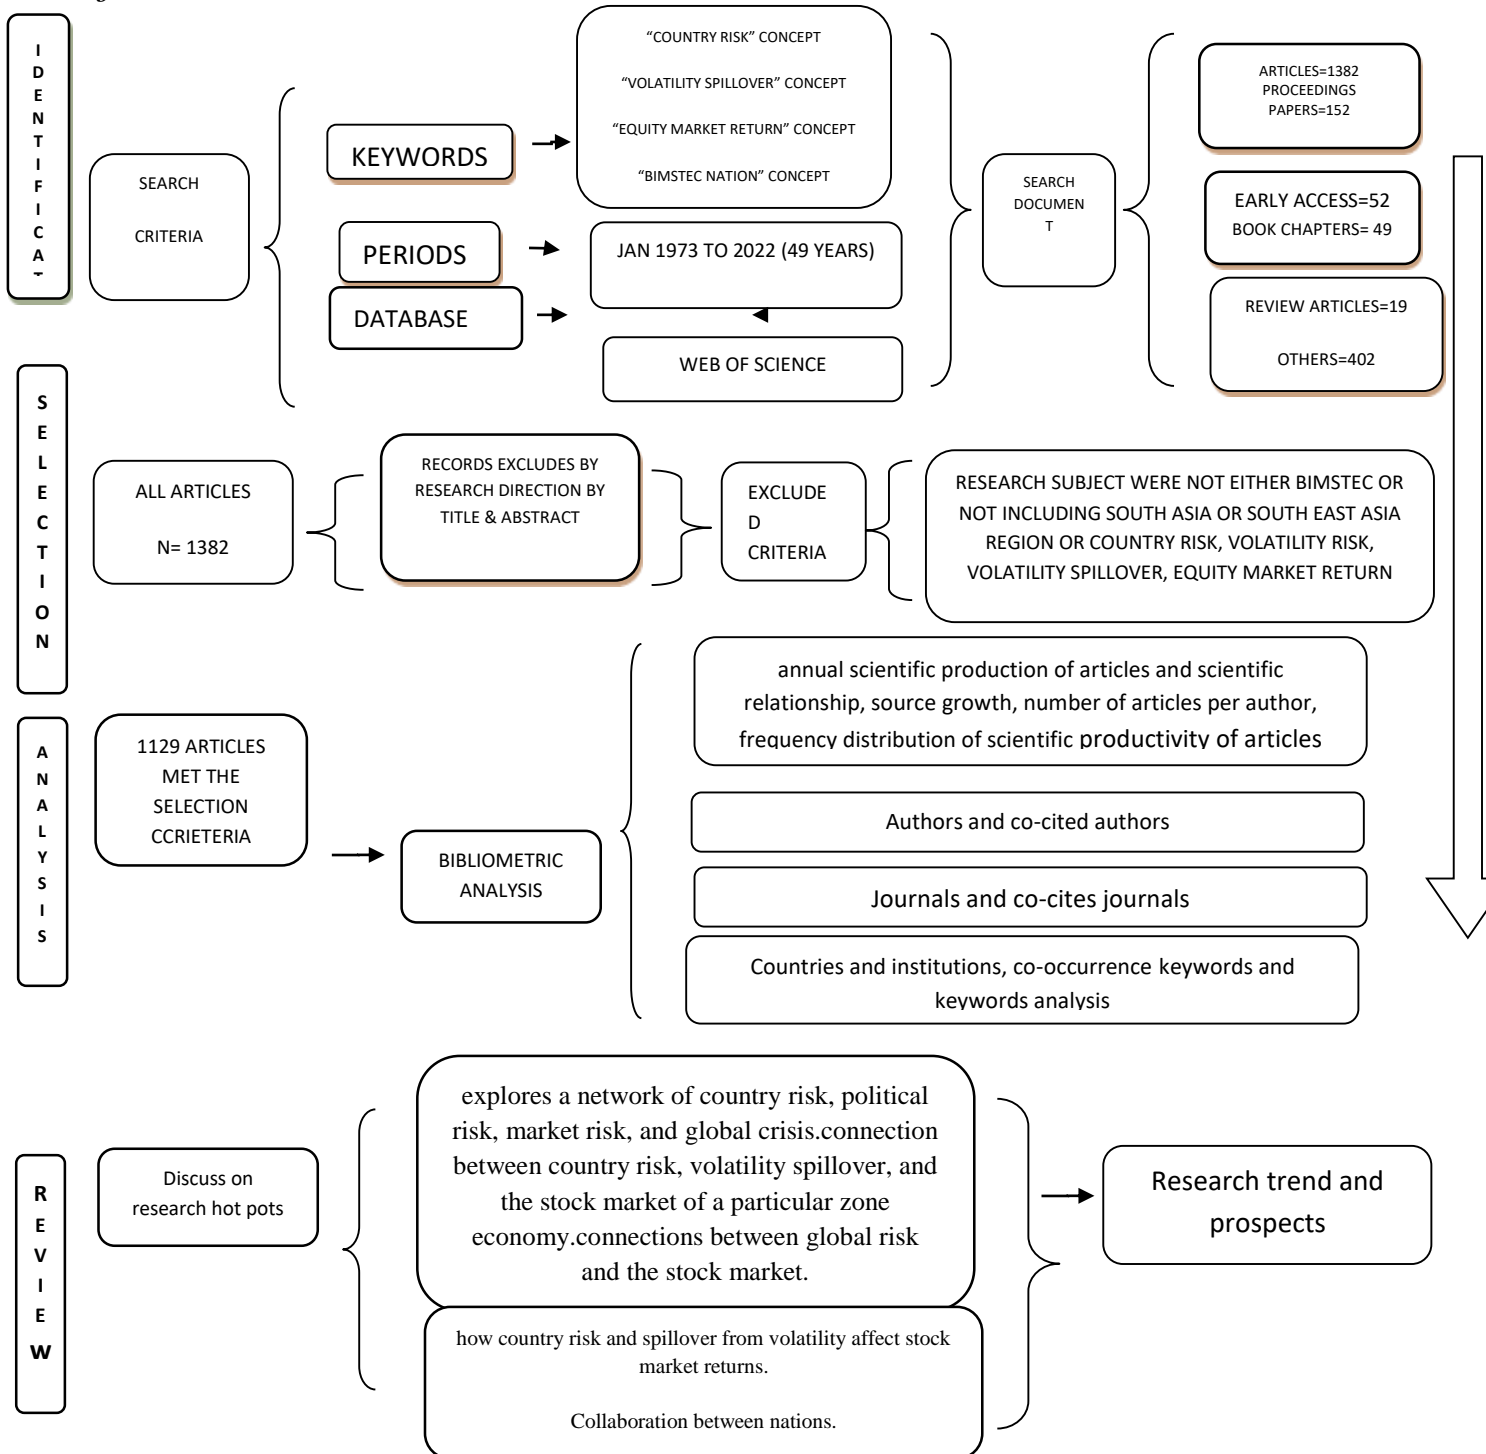 IDENTIFICAT
“COUNTRY RISK” CONCEPT
“VOLATILITY SPILLOVER” CONCEPT
“EQUITY MARKET RETURN” CONCEPT
“BIMSTEC NATION” CONCEPT
KEYWORDS
SEARCH
CRITERIA
PERIODS
JAN 1973 TO 2022 (49 YEARS)
DATABASE
WEB OF SCIENCE
SEARCH
DOCUMEN
T
ARTICLES=1382
PROCEEDINGS
PAPERS=152
EARLY ACCESS=52
BOOK CHAPTERS= 49
REVIEW ARTICLES=19
OTHERS=402
SELECTION
ALL ARTICLES
N= 1382
RECORDS EXCLUDES BY
RESEARCH DIRECTION BY
TITLE & ABSTRACT
EXCLUDE
D
CRITERIA
RESEARCH SUBJECT WERE NOT EITHER BIMSTEC OR
NOT INCLUDING SOUTH ASIA OR SOUTH EAST ASIA
REGION OR COUNTRY RISK, VOLATILITY RISK,
VOLATILITY SPILLOVER, EQUITY MARKET RETURN
ANALYSIS
1129 ARTICLES
MET THE
SELECTION
CCRIETERIA
BIBLIOMETRIC
ANALYSIS
annual scientific production of articles and scientific
relationship, source growth, number of articles per author,
frequency distribution of scientific productivity of articles
Authors and co-cited authors
Journals and co-cites journals
Countries and institutions, co-occurrence keywords and
keywords analysis
REVIEW
Discuss on
research hot pots
explores a network of country risk, political
risk, market risk, and global crisis.connection
between country risk, volatility spillover, and
the stock market of a particular zone
economy.connections between global risk
and the stock market.
how country risk and spillover from volatility affect stock
market returns.
Collaboration between nations.
Research trend and
prospects